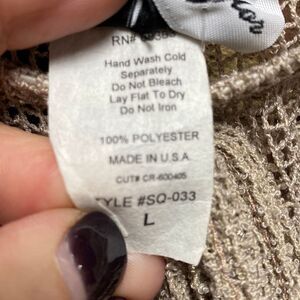 RN#
Hand Wash Cold
Separately
Do Not Bleach
Lay Flat To Dry
Do Not Iron
100% POLYESTER
MADE IN U.S.A.
CUT# CR-600405
STYLE #SQ-033
L